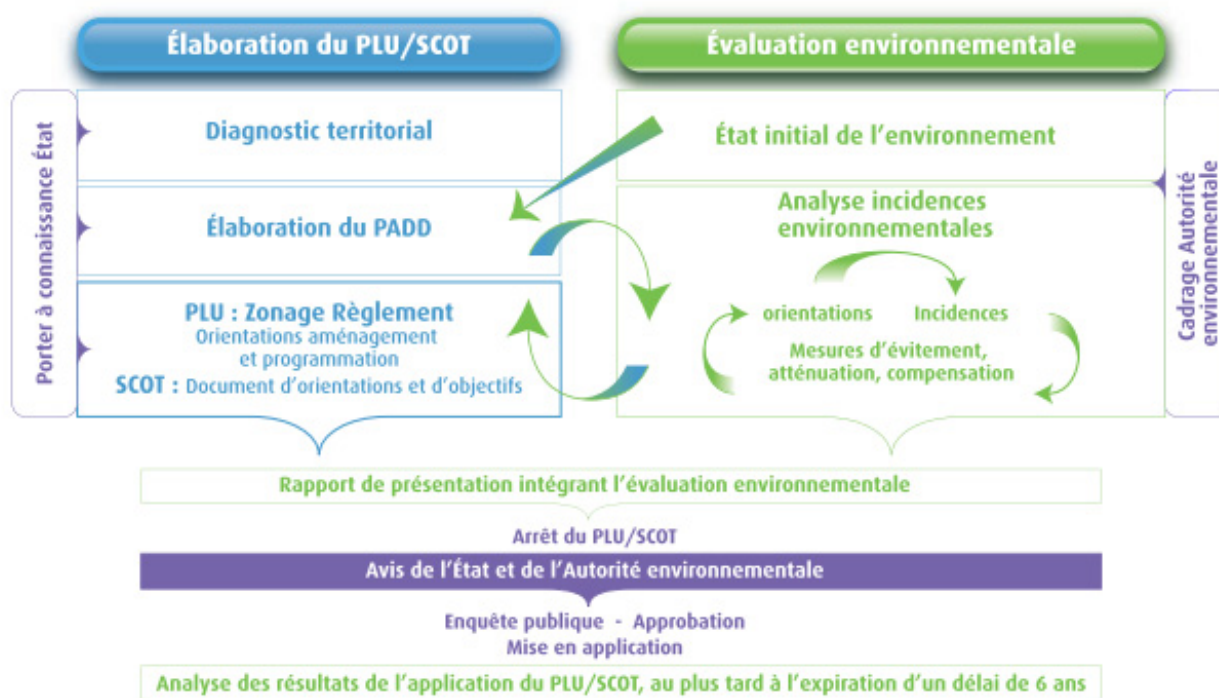 Élaboration du PLU/SCOT
Évaluation environnementale
Porter à connaissance État
Diagnostic territorial
Élaboration du PADD
PLU : Zonage Règlement
Orientations aménagement
et programmation
SCOT : Document d'orientations et d'objectifs
État initial de l'environnement
Analyse incidences
environnementales
orientations
Incidences
Mesures d'évitement,
atténuation, compensation
Cadrage Autorité
environnementale
Rapport de présentation intégrant l'évaluation environnementale
Arrêt du PLU/SCOT
Avis de l'État et de l'Autorité environnementale
Enquête publique - Approbation
Mise en application
Analyse des résultats de l'application du PLU/SCOT, au plus tard à l'expiration d'un délai de 6 ans